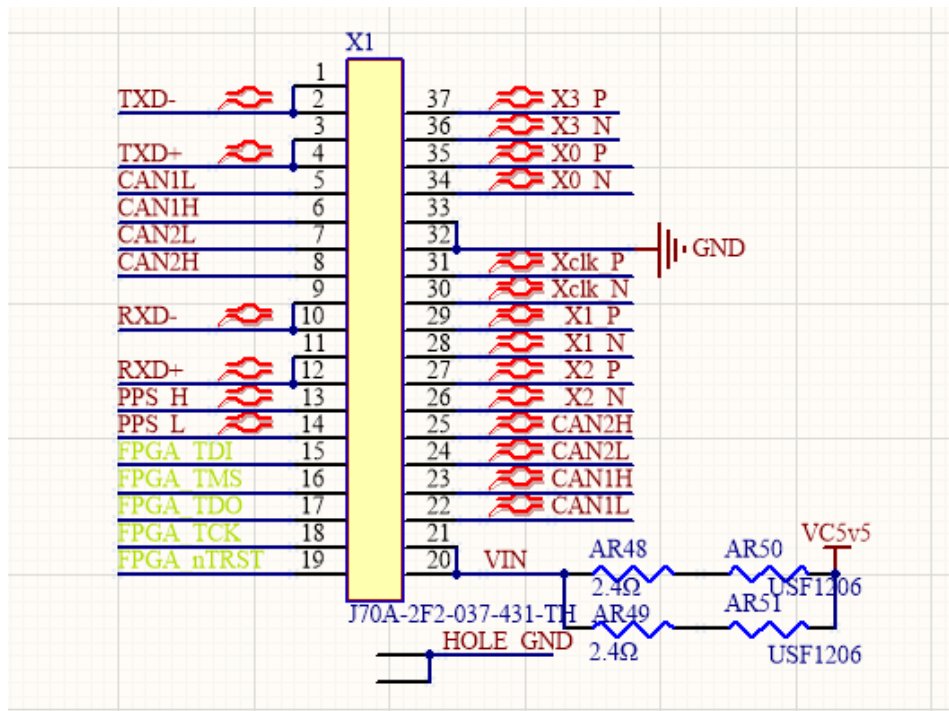 X1
1
TXD- 2 37 X3_P
3 36 X3_N
TXD+ 4 35 X0_P
CAN1L 5 34 X0_N
CAN1H 6 33
CAN2L 7 32 GND
CAN2H 8 31 Xclk_P
9 30 Xclk_N
RXD- 10 29 X1_P
11 28 X1_N
RXD+ 12 27 X2_P
PPS_H 13 26 X2_N
PPS_L 14 25 CAN2H
FPGA_TDI 15 24 CAN2L
FPGA_TMS 16 23 CAN1H
FPGA_TDO 17 22 CAN1L
FPGA_TCK 18 21 VC5v5
FPGA_nTRST 19 20 VIN AR48 AR50
2.4Ω USF1206
J70A-2F2-037-431-TH AR49 AR51
HOLE_GND 2.4Ω USF1206